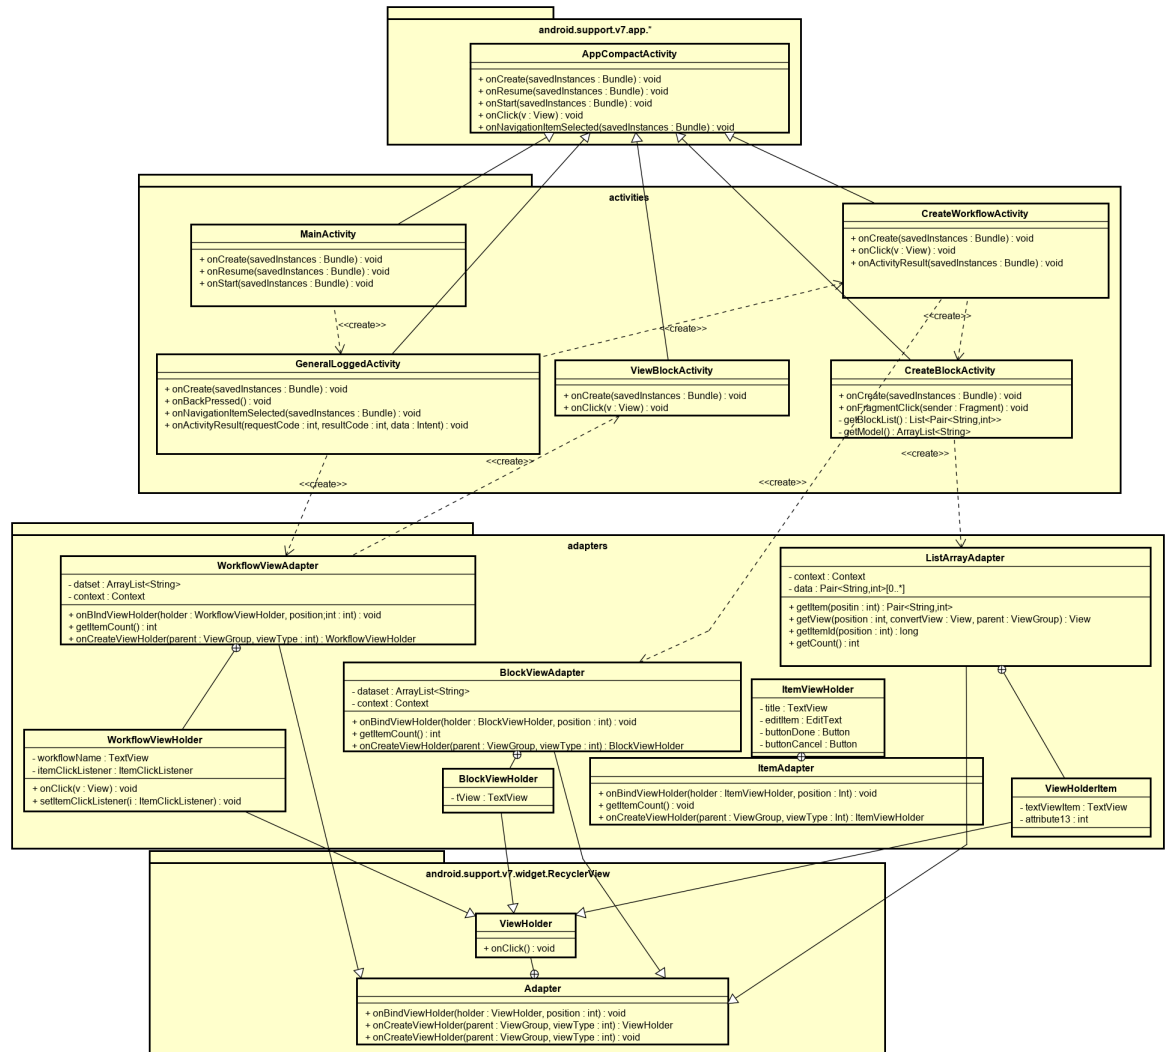 android.support.v7.app.*
AppCompactActivity
+ onCreate(savedInstances : Bundle) : void
+ onResume(savedInstances : Bundle) : void
+ onStart(savedInstances : Bundle) : void
+ onClick(v : View) : void
+ onNavigationItemSelected(savedInstances : Bundle) : void
activities
MainActivity
+ onCreate(savedInstances : Bundle) : void
+ onResume(savedInstances : Bundle) : void
+ onStart(savedInstances : Bundle) : void
CreateWorkflowActivity
+ onCreate(savedInstances : Bundle) : void
+ onClick(v : View) : void
+ onActivityResult(savedInstances : Bundle) : void
<<create>>
<<create>>
<<create>>
GeneralLoggedActivity
+ onCreate(savedInstances : Bundle) : void
+ onBackPressed() : void
+ onNavigationItemSelected(savedInstances : Bundle) : void
+ onActivityResult(requestCode : int, resultCode : int, data : Intent) : void
ViewBlockActivity
+ onCreate(savedInstances : Bundle) : void
+ onClick(v : View) : void
CreateBlockActivity
+ onCreate(savedInstances : Bundle) : void
+ onFragmentClick(sender : Fragment) : void
- getBlockList() : List<Pair<String,int>>
- getModel() : ArrayList<String>
<<create>>
<<create>>
<<create>>
<<create>>
adapters
WorkflowViewAdapter
- datset : ArrayList<String>
- context : Context
+ onBIndViewHolder(holder : WorkflowViewHolder, position;int : int) : void
+ getItemCount() : int
+ onCreateViewHolder(parent : ViewGroup, viewType : int) : WorkflowViewHolder
ListArrayAdapter
- context : Context
- data : Pair<String,int>[0..*]
+ getItem(positin : int) : Pair<String,int>
+ getView(position : int, convertView : View, parent : ViewGroup) : View
+ getItemId(position : int) : long
+ getCount() : int
BlockViewAdapter
- dataset : ArrayList<String>
- context : Context
+ onBindViewHolder(holder : BlockViewHolder, position : int) : void
+ getItemCount() : int
+ onCreateViewHolder(parent : ViewGroup, viewType : int) : BlockViewHolder
ItemViewHolder
- title : TextView
- editItem : EditText
- buttonDone : Button
- buttonCancel : Button
WorkflowViewHolder
- workflowName : TextView
- itemClickListener : ItemClickListener
+ onClick(v : View) : void
+ setItemClickListener(i : ItemClickListener) : void
BlockViewHolder
- tView : TextView
ItemAdapter
+ onBindViewHolder(holder : ItemViewHolder, position : Int) : void
+ getItemCount() : void
+ onCreateViewHolder(parent : ViewGroup, viewType : Int) : ItemViewHolder
ViewHolderItem
- textViewItem : TextView
- attribute13 : int
android.support.v7.widget.RecyclerView
ViewHolder
+ onClick() : void
Adapter
+ onBindViewHolder(holder : ViewHolder, position : int) : void
+ onCreateViewHolder(parent : ViewGroup, viewType : int) : ViewHolder
+ onCreateViewHolder(parent : ViewGroup, viewType : int) : void